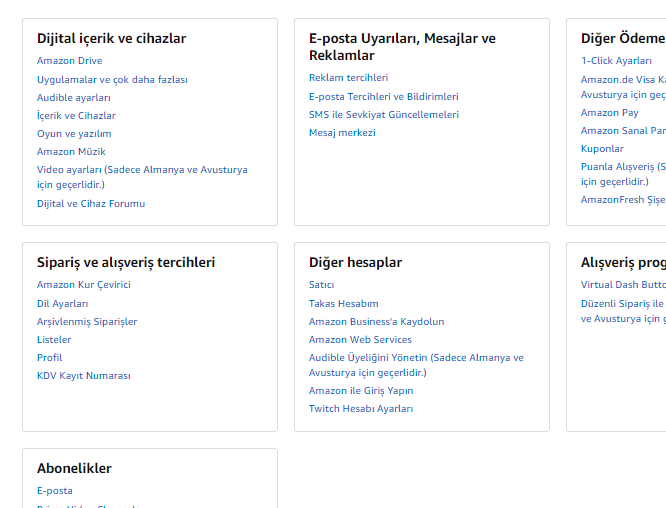 Dijital içerik ve cihazlar
Amazon Drive
Uygulamalar ve çok daha fazlası
Audible ayarları
İçerik ve Cihazlar
Oyun ve yazılım
Amazon Müzik
Video ayarları (Sadece Almanya ve Avusturya
için geçerlidir.)
Dijital ve Cihaz Forumu
E-posta Uyarıları, Mesajlar ve
Reklamlar
Reklam tercihleri
E-posta Tercihleri ve Bildirimleri
SMS ile Sevkiyat Güncellemeleri
Mesaj merkezi
Diğer Ödeme
1-Click Ayarları
Amazon.de Visa
Avusturya için
Amazon Pay
Amazon Sanal
Kuponlar
Puanla Alışveriş
için geçerlidir.)
AmazonFresh
Sipariş ve alışveriş tercihleri
Amazon Kur Çevirici
Dil Ayarları
Arşivlenmiş Siparişler
Listeler
Profil
KDV Kayıt Numarası
Diğer hesaplar
Satıcı
Takas Hesabım
Amazon Business'a Kaydolun
Amazon Web Services
Audible Üyeliğini Yönetin (Sadece Almanya ve
Avusturya için geçerlidir.)
Amazon ile Giriş Yapın
Twitch Hesabı Ayarları
Alışveriş
Virtual Dash
Düzenli Sipariş ile
ve Avusturya için
Abonelikler
E-posta